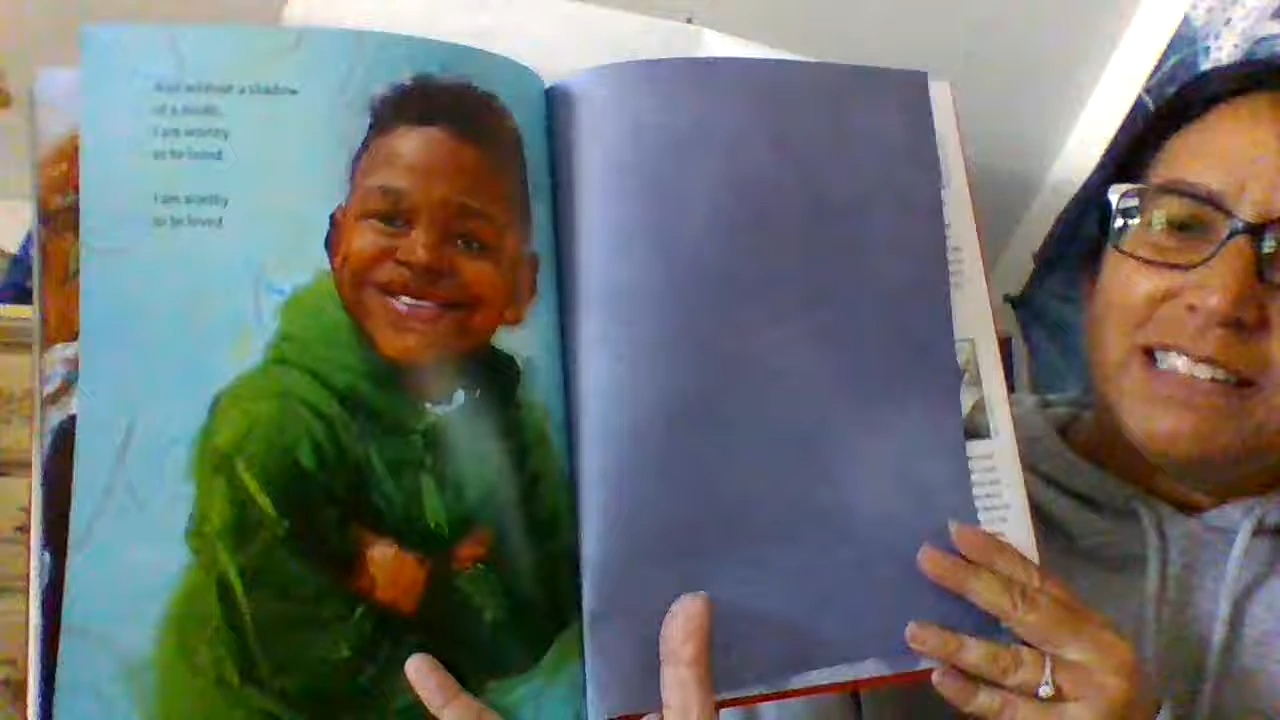 And without a shadow
of a doubt,
I am worthy
to be loved.
I am worthy
to be loved.